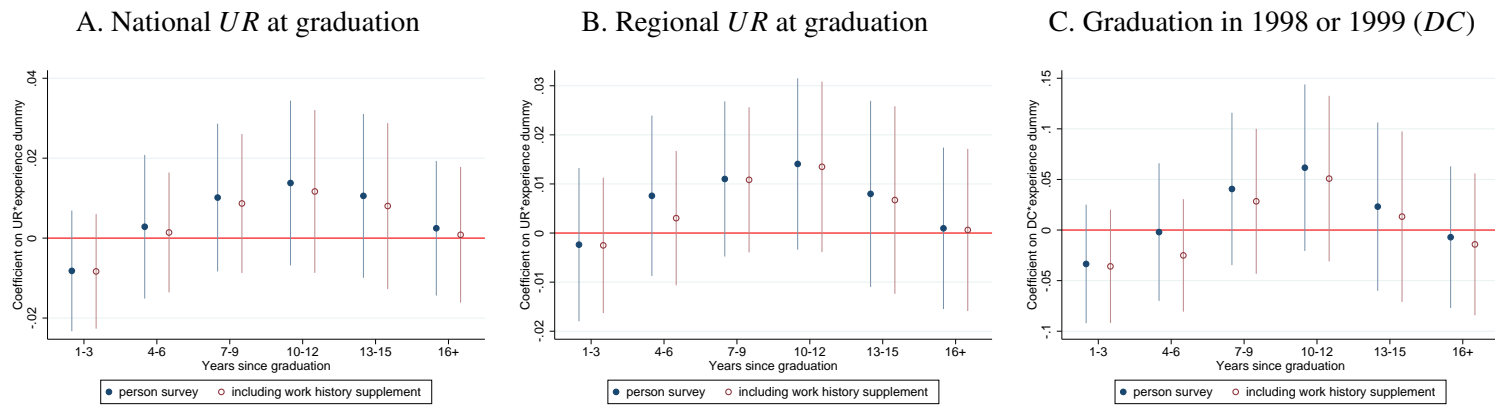 A. National UR at graduation
Coefficient on UR*experience dummy
.04
.02
0
-.02
1-3 4-6 7-9 10-12 13-15 16+
Years since graduation
person survey including work history supplement
B. Regional UR at graduation
Coefficient on UR*experience dummy
.03
.02
.01
0
-.01
-.02
1-3 4-6 7-9 10-12 13-15 16+
Years since graduation
person survey including work history supplement
C. Graduation in 1998 or 1999 (DC)
Coefficient on DC*experience dummy
.15
.1
.05
0
-.05
-.1
1-3 4-6 7-9 10-12 13-15 16+
Years since graduation
person survey including work history supplement